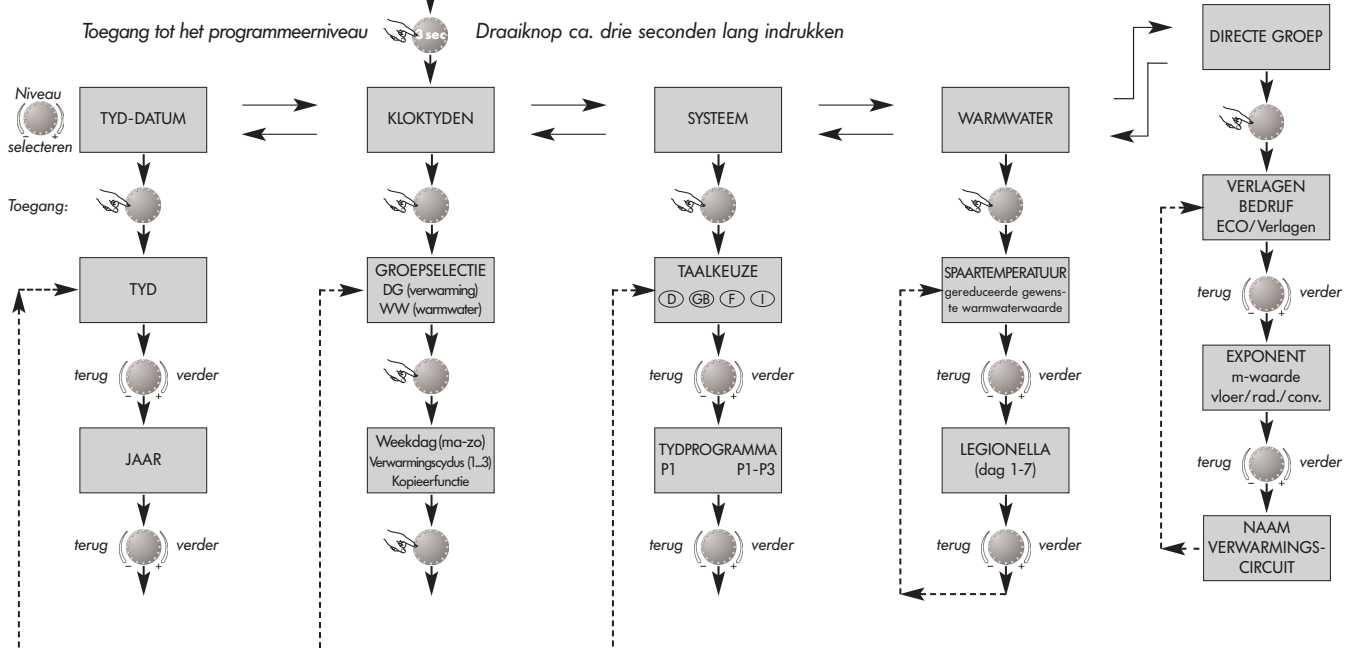 Toegang tot het programmeerniveau
3 sec
Draaiknop ca. drie seconden lang indrukken
DIRECTE GROEP
Niveau
- +
selecteren
TYD-DATUM
KLOKTYDEN
SYSTEEM
WARMWATER
Toegang:
VERLAGEN
BEDRIJF
ECO/Verlagen
TYD
GROEPSELECTIE
DG (verwarming)
WW (warmwater)
TAALKEUZE
D GB F I
SPAARTEMPERATUUR
gereduceerde gewens-
te warmwaterwaarde
terug - + verder
EXPONENT
m-waarde
vloer/rad./conv.
terug - + verder
terug - + verder
terug - + verder
JAAR
Weekdag (ma-zo)
Verwarmingscydus (1...3)
Kopieerfunctie
TYDPROGRAMMA
P1 P1-P3
LEGIONELLA
(dag 1-7)
terug - + verder
NAAM
VERWARMINGS-
CIRCUIT
terug - + verder
terug - + verder
terug - + verder